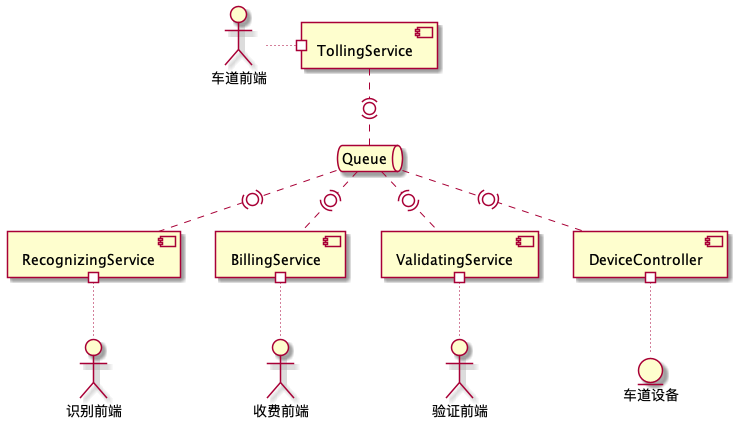 TollingService
车道前端
Queue
RecognizingService
BillingService
ValidatingService
DeviceController
识别前端
收费前端
验证前端
车道设备